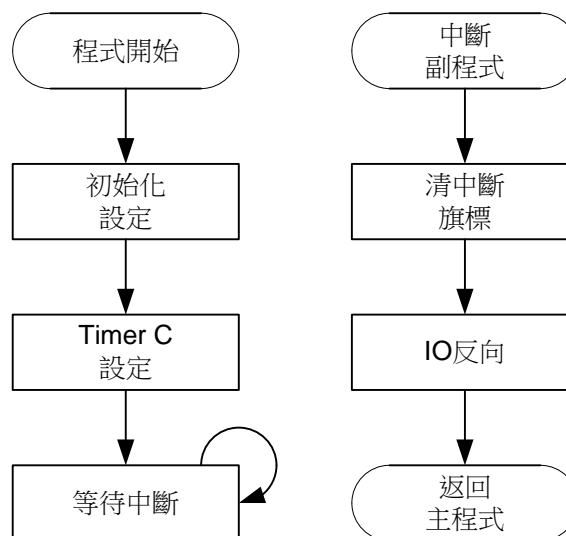 程式開始
初始化
設定
Timer C
設定
等待中斷
中斷
副程式
清中斷
旗標
IO反向
返回
主程式